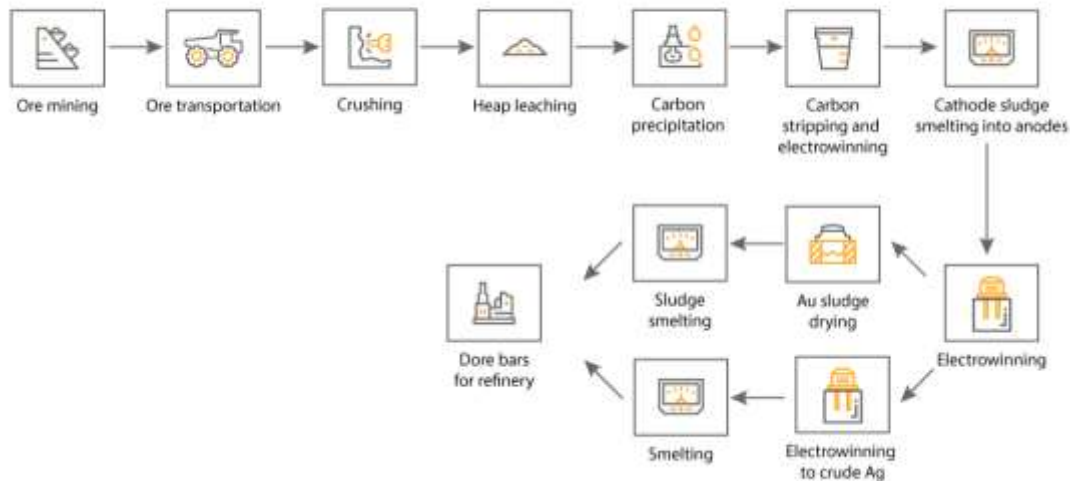 Ore mining
Ore transportation
Crushing
Heap leaching
Carbon
precipitation
Carbon
stripping and
electrowinning
Cathode sludge
smelting into anodes
Sludge
smelting
Au sludge
drying
Electrowinning
Dore bars
for refinery
Smelting
Electrowinning
to crude Ag